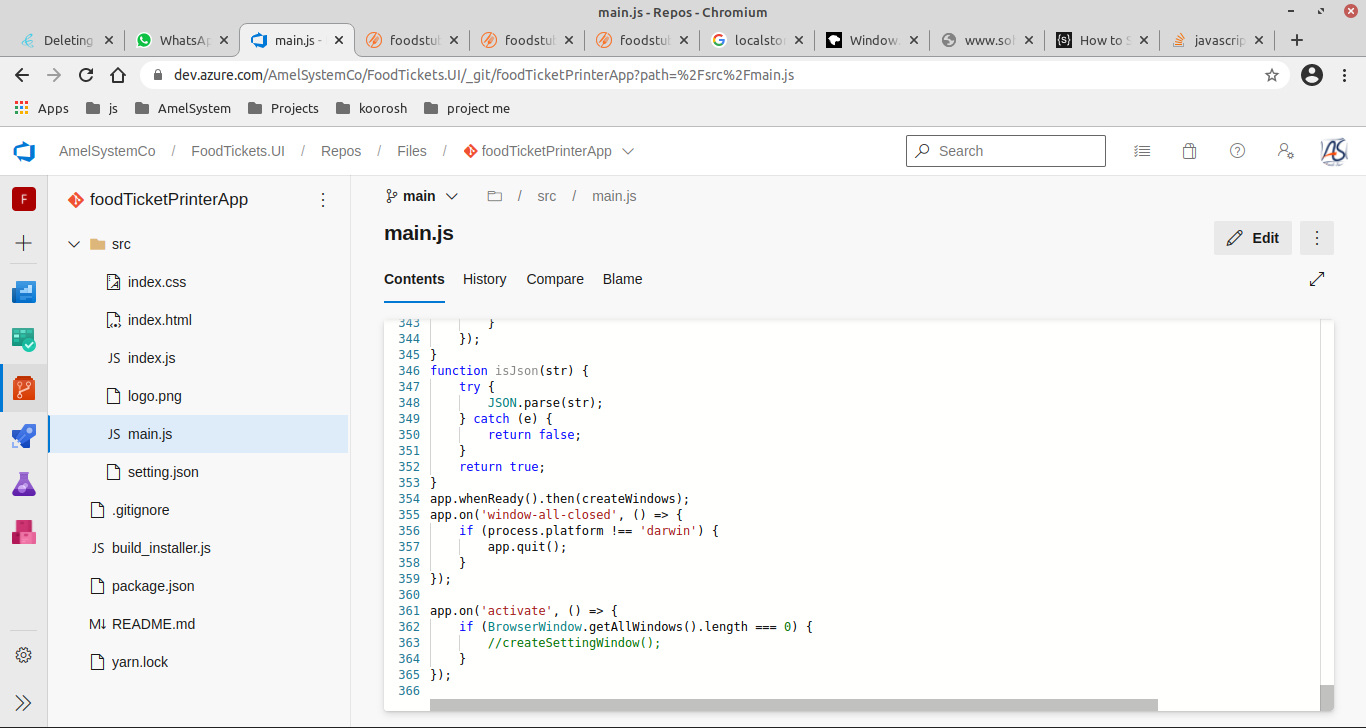 main.js - Repos - Chromium
Deleting
WhatsAp
main.js -
foodstub
foodstub
foodstub
localsto
Window.
www.sof
How to S
javascrip
dev.azure.com/AmelSystemCo/FoodTickets.UI/_git/foodTicketPrinterApp?path=%2Fsrc%2Fmain.js
Apps
js
AmelSystem
Projects
koorosh
project me
AmelSystemCo / FoodTickets.UI / Repos / Files / foodTicketPrinterApp
Search
AS
F
foodTicketPrinterApp
src
index.css
index.html
JS index.js
logo.png
JS main.js
setting.json
.gitignore
JS build_installer.js
package.json
M↓ README.md
yarn.lock
main / src / main.js
main.js
Edit
Contents History Compare Blame
343 }
344 });
345 }
346 function isJson(str) {
347 try {
348 JSON.parse(str);
349 } catch (e) {
350 return false;
351 }
352 return true;
353 }
354 app.whenReady().then(createWindows);
355 app.on('window-all-closed', () => {
356 if (process.platform !== 'darwin') {
357 app.quit();
358 }
359 });
360
361 app.on('activate', () => {
362 if (BrowserWindow.getAllWindows().length === 0) {
363 //createSettingWindow();
364 }
365 });
366